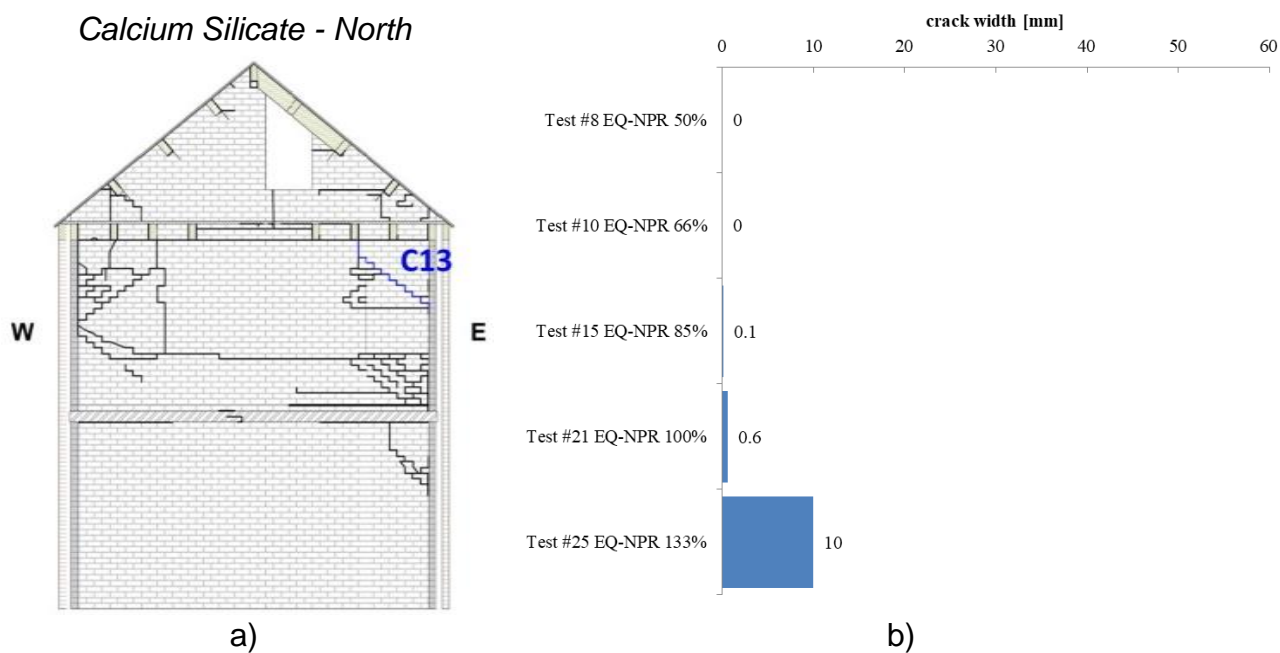 Calcium Silicate - North
C13
W
E
a)
crack width [mm]
0 10 20 30 40 50 60
Test #8 EQ-NPR 50% 0
Test #10 EQ-NPR 66% 0
Test #15 EQ-NPR 85% 0.1
Test #21 EQ-NPR 100% 0.6
Test #25 EQ-NPR 133% 10
b)